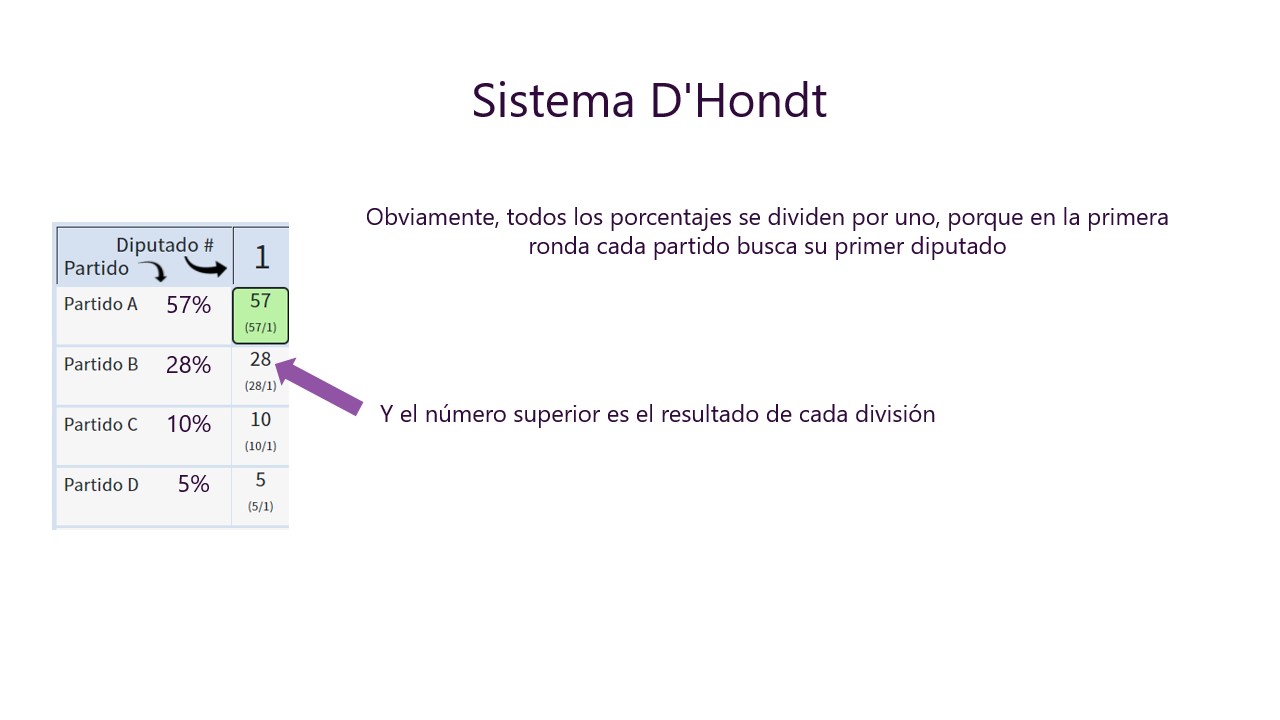 Sistema D'Hondt
Obviamente, todos los porcentajes se dividen por uno, porque en la primera
ronda cada partido busca su primer diputado
Diputado #
Partido
1
Partido A 57% 57
(57/1)
Partido B 28% 28
(28/1)
Partido C 10% 10
(10/1)
Partido D 5% 5
(5/1)
Y el número superior es el resultado de cada división